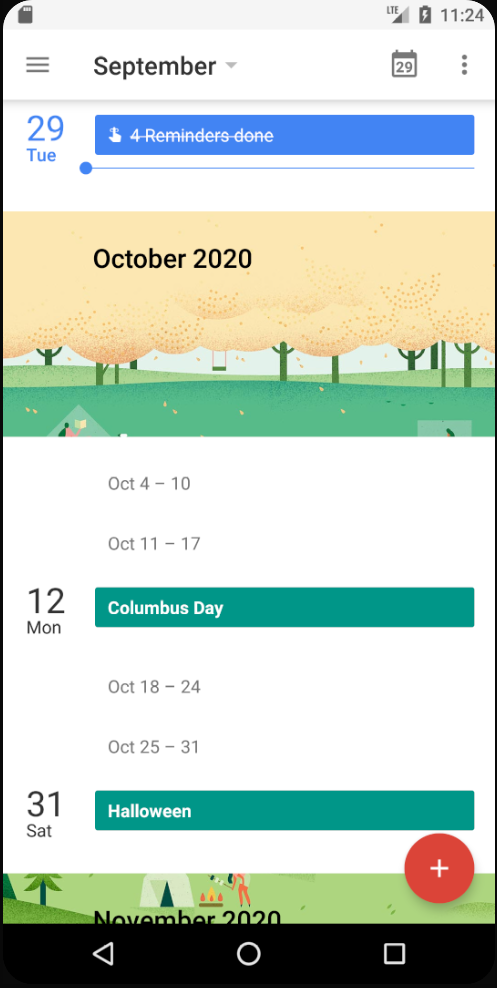 LTE 11:24
September 29
29
4 Reminders done
Tue
October 2020
Oct 4 – 10
Oct 11 – 17
12
Columbus Day
Mon
Oct 18 – 24
Oct 25 – 31
31
Halloween
Sat
+
November 2020